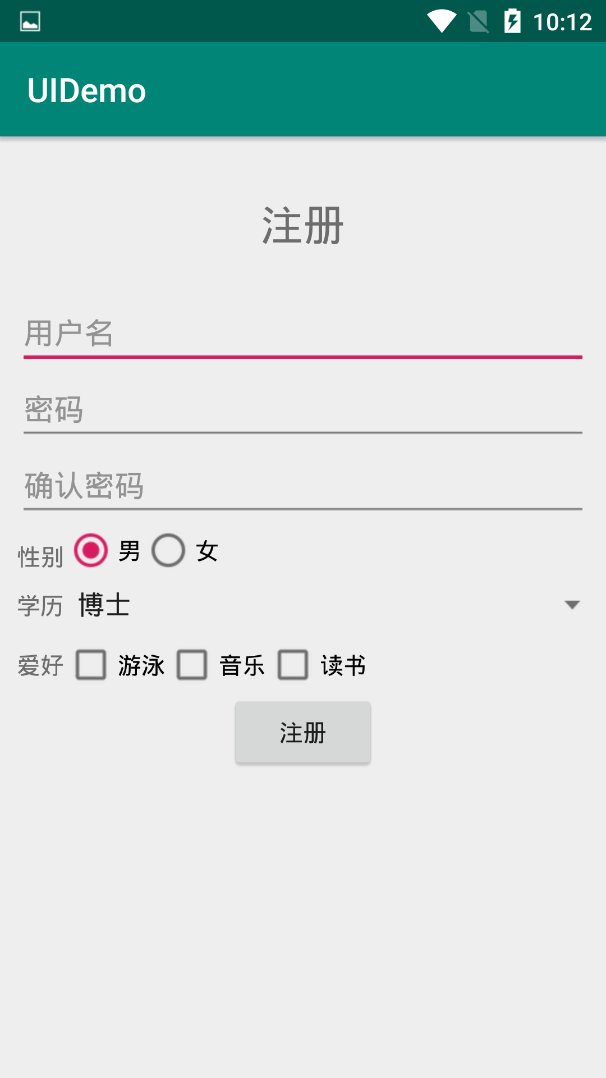 10:12
UIDemo
注册
用户名
密码
确认密码
性别 男 女
学历 博士
爱好 游泳 音乐 读书
注册